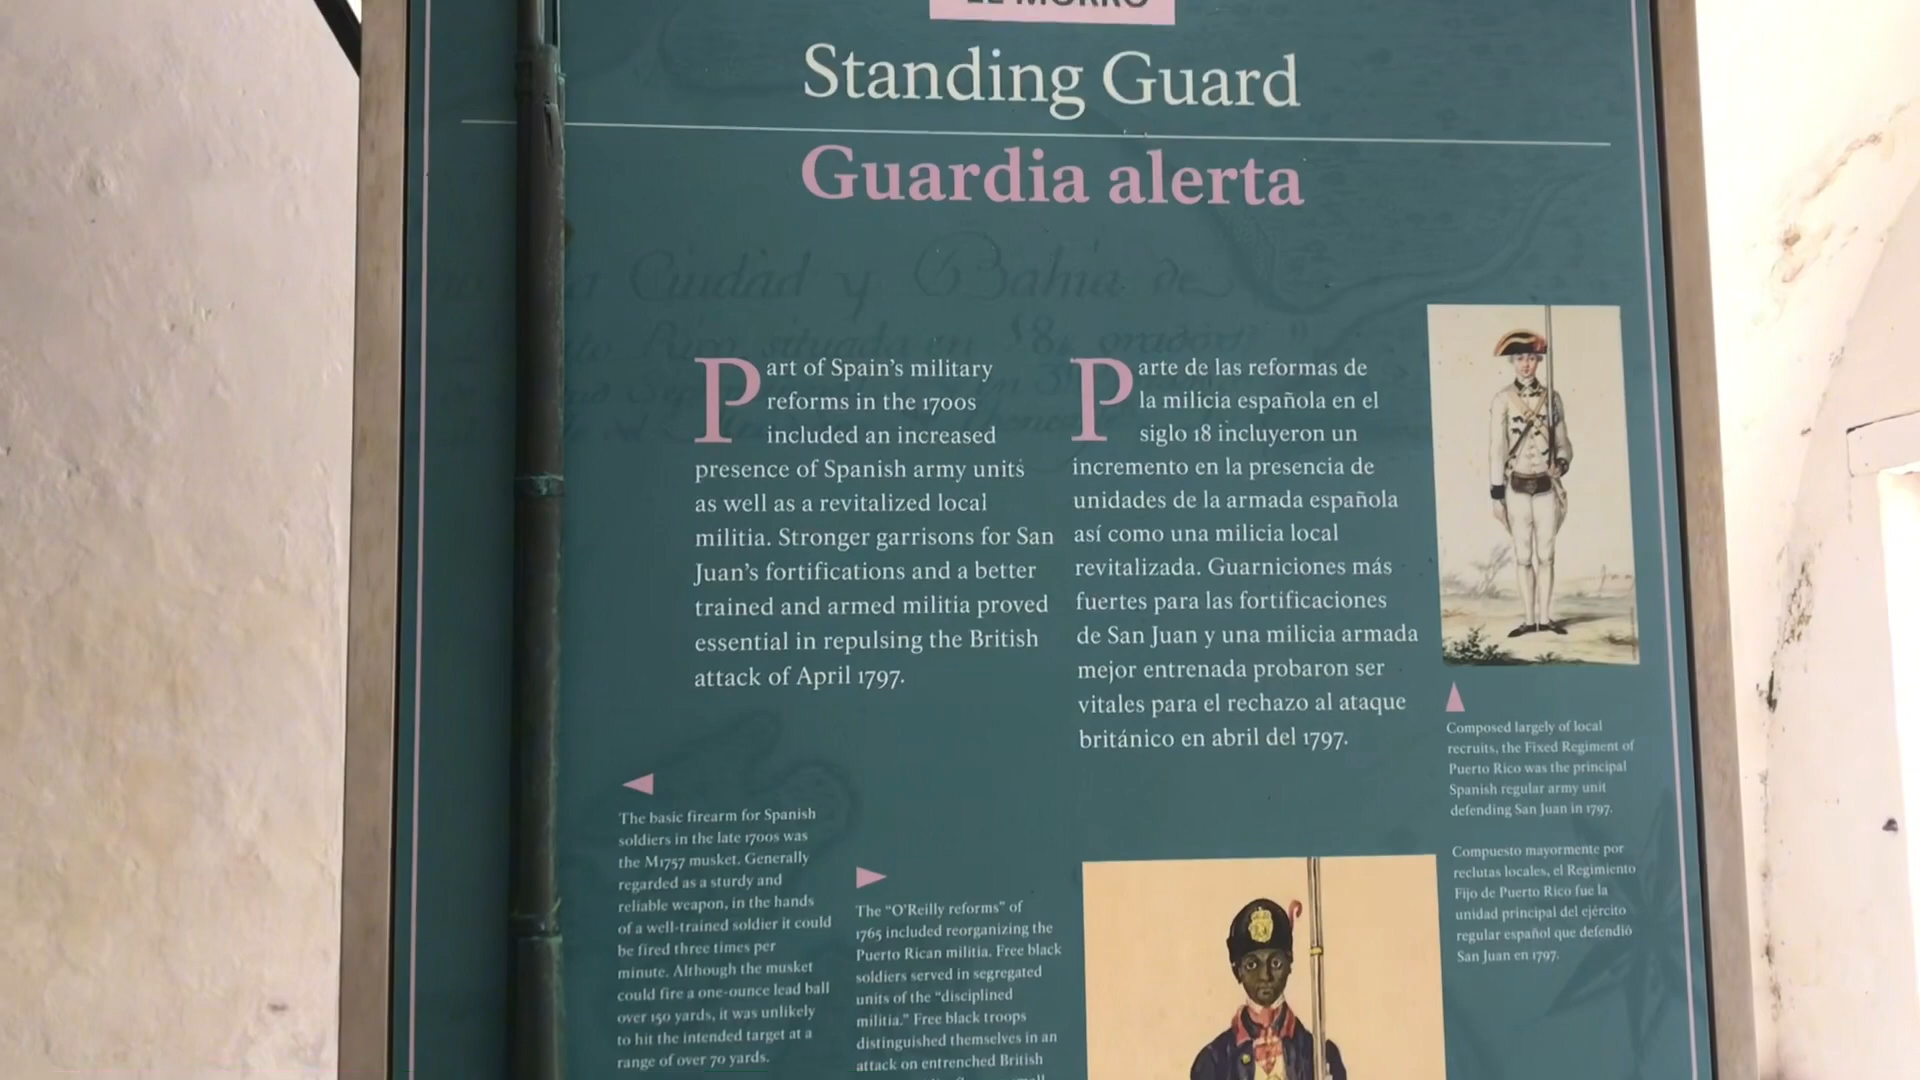 EL MORRO
Standing Guard
Guardia alerta
Ciudad y Bahia de
Part of Spain's military
reforms in the 1700s
included an increased
presence of Spanish army units
as well as a revitalized local
militia. Stronger garrisons for San
Juan's fortifications and a better
trained and armed militia proved
essential in repulsing the British
attack of April 1797.
Parte de las reformas de
la milicia española en el
siglo 18 incluyeron un
incremento en la presencia de
unidades de la armada española
así como una milicia local
revitalizada. Guarniciones más
fuertes para las fortificaciones
de San Juan y una milicia armada
mejor entrenada probaron ser
vitales para el rechazo al ataque
británico en abril del 1797.
Composed largely of local
recruits, the Fixed Regiment of
Puerto Rico was the principal
Spanish regular army unit
defending San Juan in 1797.
Compuesto mayormente por
reclutas locales, el Regimiento
Fijo de Puerto Rico fue la
unidad principal del ejército
regular español que defendió
San Juan en 1797.
The basic firearm for Spanish
soldiers in the late 1700s was
the M1757 musket. Generally
regarded as a sturdy and
reliable weapon, in the hands
of a well-trained soldier it could
be fired three times per
minute. Although the musket
could fire a one-ounce lead ball
over 150 yards, it was unlikely
to hit the intended target at a
range of over 70 yards.
The "O'Reilly reforms" of
1765 included reorganizing the
Puerto Rican militia. Free black
soldiers served in segregated
units of the "disciplined
militia." Free black troops
distinguished themselves in an
attack on entrenched British